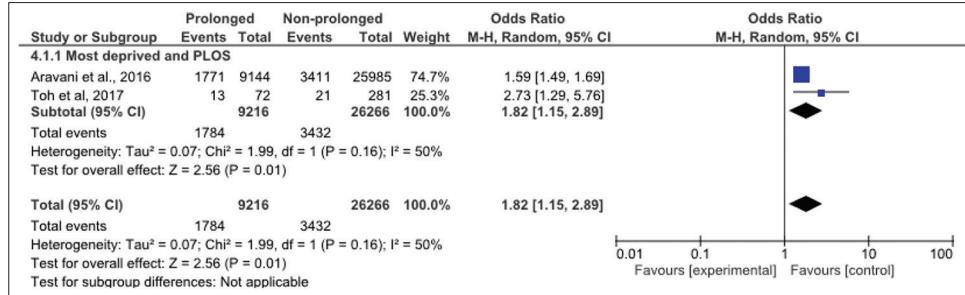 Prolonged Non-prolonged Odds Ratio Odds Ratio
Study or Subgroup Events Total Events Total Weight M-H, Random, 95% CI M-H, Random, 95% CI
4.1.1 Most deprived and PLOS
Aravani et al., 2016 1771 9144 3411 25985 74.7% 1.59 [1.49, 1.69]
Toh et al, 2017 13 72 21 281 25.3% 2.73 [1.29, 5.76]
Subtotal (95% CI) 9216 26266 100.0% 1.82 [1.15, 2.89]
Total events 1784 3432
Heterogeneity: Tau² = 0.07; Chi² = 1.99, df = 1 (P = 0.16); I² = 50%
Test for overall effect: Z = 2.56 (P = 0.01)
Total (95% CI) 9216 26266 100.0% 1.82 [1.15, 2.89]
Total events 1784 3432
Heterogeneity: Tau² = 0.07; Chi² = 1.99, df = 1 (P = 0.16); I² = 50%
Test for overall effect: Z = 2.56 (P = 0.01)
Test for subgroup differences: Not applicable
0.01 0.1 1 10 100
Favours [experimental] Favours [control]